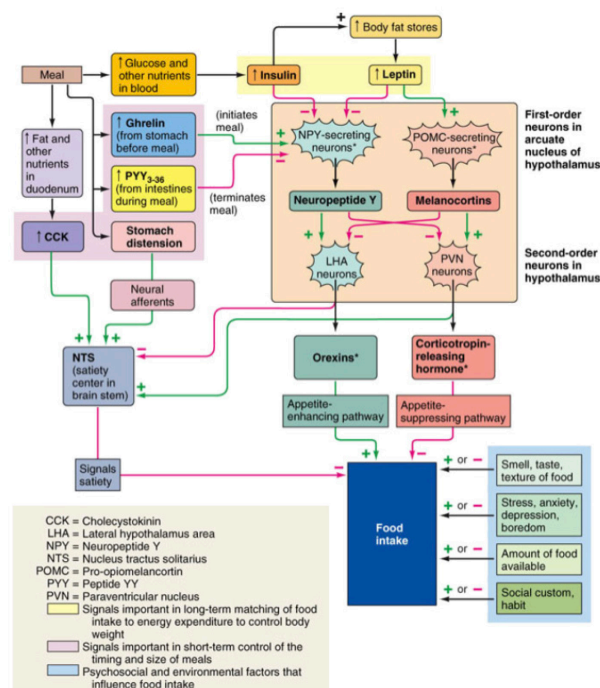 +
↑ Body fat stores
Meal
↑ Glucose and
other nutrients
in blood
↑ Insulin
↑ Leptin
– – +
↑ Fat and
other
nutrients
in
duodenum
↑ Ghrelin
(from stomach
before meal)
(initiates
meal)
+
–
NPY-secreting
neurons*
POMC-secreting
neurons*
First-order
neurons in
arcuate nucleus of
hypothalamus
↑ PYY3-36
(from intestines
during meal)
(terminates
meal)
Neuropeptide Y
Melanocortins
+ – – +
↑ CCK
Stomach
distension
LHA
neurons
PVN
neurons
Second-order
neurons in
hypothalamus
Neural
afferents
+ +
–
+
NTS
(satiety
center in
brain stem)
Orexins*
Corticotropin-
releasing
hormone*
Appetite-
enhancing pathway
Appetite-
suppressing pathway
+ –
Signals
satiety
–
Food
intake
+ or –
Smell, taste,
texture of food
+ or –
Stress, anxiety,
depression,
boredom
+ or –
Amount of food
available
+ or –
Social custom,
habit
CCK = Cholecystokinin
LHA = Lateral hypothalamus area
NPY = Neuropeptide Y
NTS = Nucleus tractus solitarius
POMC = Pro-opiomelancortin
PYY = Peptide YY
PVN = Paraventricular nucleus
Signals important in long-term matching of food
intake to energy expenditure to control body
weight
Signals important in short-term control of the
timing and size of meals
Psychosocial and environmental factors that
influence food intake